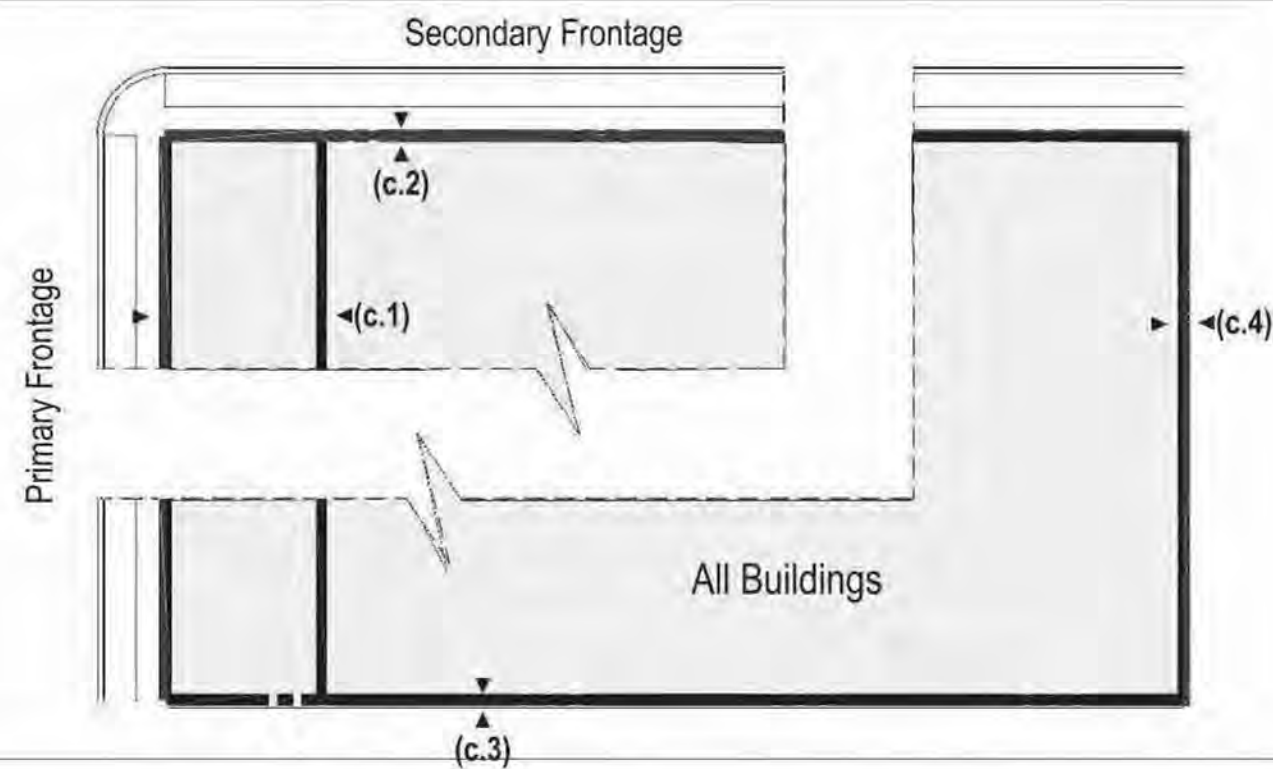 Secondary Frontage
(c.2)
Primary Frontage
(c.1)
(c.4)
All Buildings
(c.3)